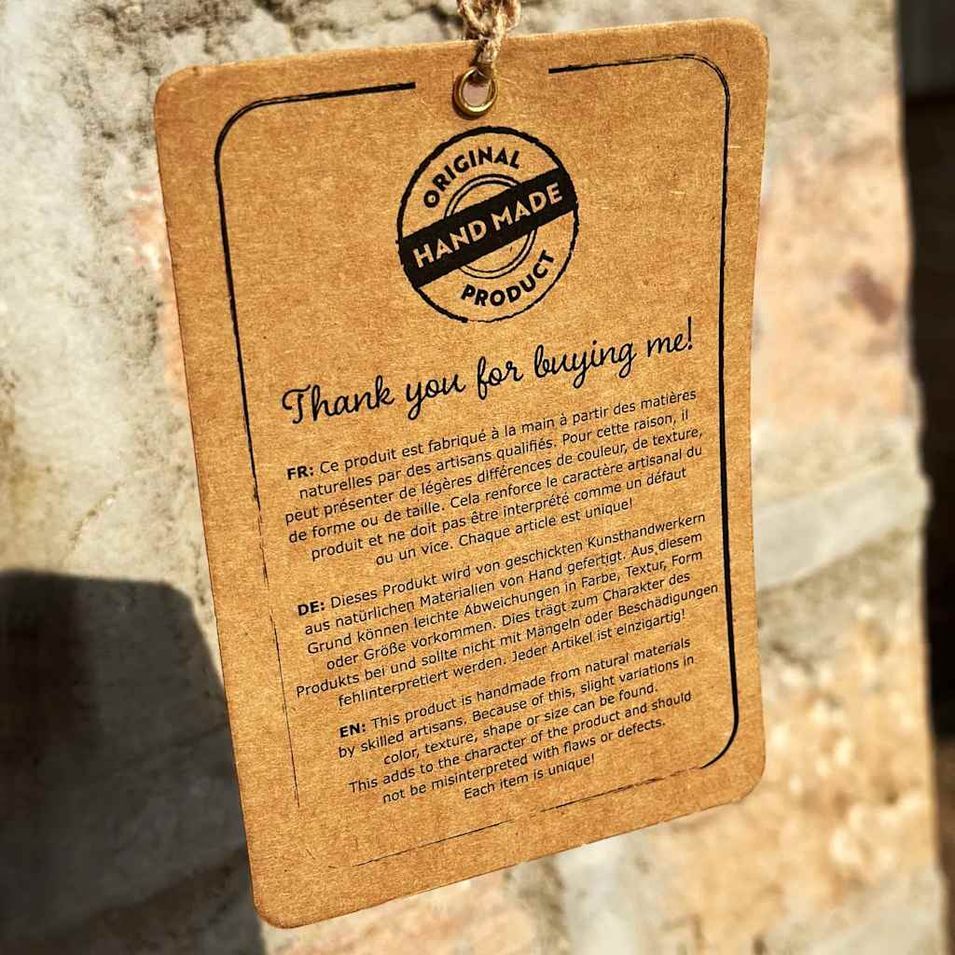 ORIGINAL
HAND MADE
PRODUCT
Thank you for buying me!
FR: Ce produit est fabriqué à la main à partir des matières
naturelles par des artisans qualifiés. Pour cette raison, il
peut présenter de légères différences de couleur, de texture,
de forme ou de taille. Cela renforce le caractère artisanal du
produit et ne doit pas être interprété comme un défaut
ou un vice. Chaque article est unique!
DE: Dieses Produkt wird von geschickten Kunsthandwerkern
aus natürlichen Materialien von Hand gefertigt. Aus diesem
Grund können leichte Abweichungen in Farbe, Textur, Form
oder Größe vorkommen. Dies trägt zum Charakter des
Produkts bei und sollte nicht mit Mängeln oder Beschädigungen
fehlinterpretiert werden. Jeder Artikel ist einzigartig!
EN: This product is handmade from natural materials
by skilled artisans. Because of this, slight variations in
color, texture, shape or size can be found.
This adds to the character of the product and should
not be misinterpreted with flaws or defects.
Each item is unique!